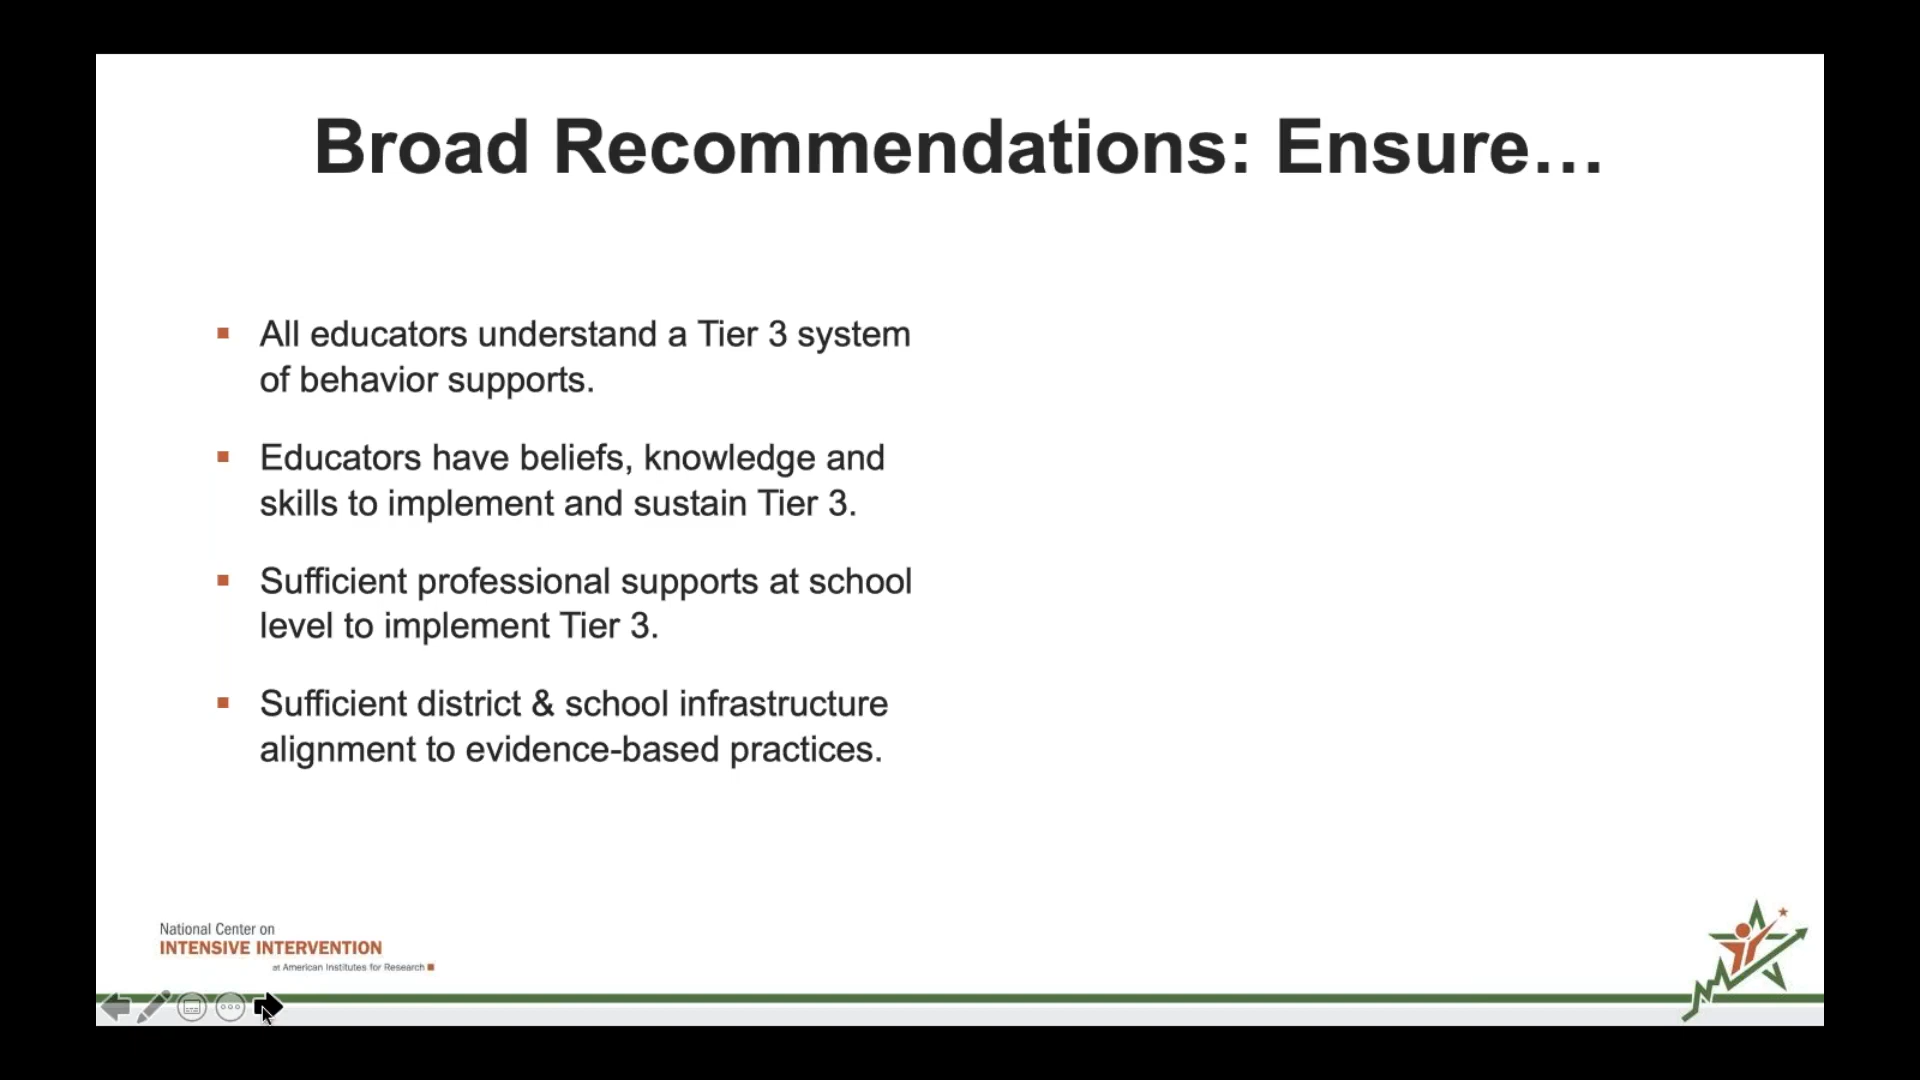 Broad Recommendations: Ensure…
All educators understand a Tier 3 system
of behavior supports.
Educators have beliefs, knowledge and
skills to implement and sustain Tier 3.
Sufficient professional supports at school
level to implement Tier 3.
Sufficient district & school infrastructure
alignment to evidence-based practices.
National Center on
INTENSIVE INTERVENTION
at American Institutes for Research